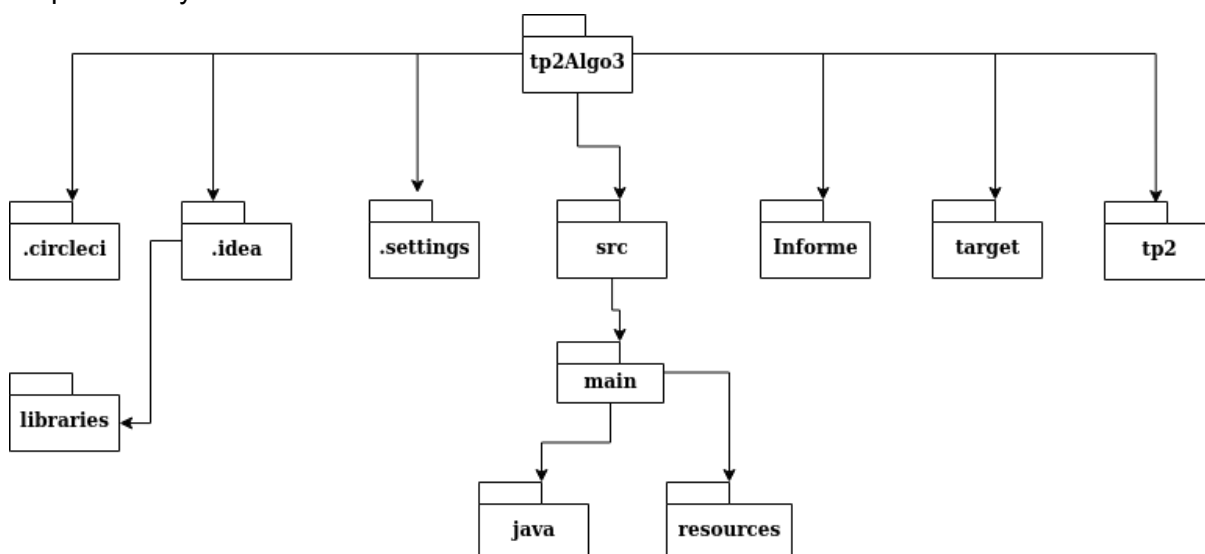 tp2Algo3
.circleci
.idea
.settings
src
Informe
target
tp2
libraries
main
java
resources